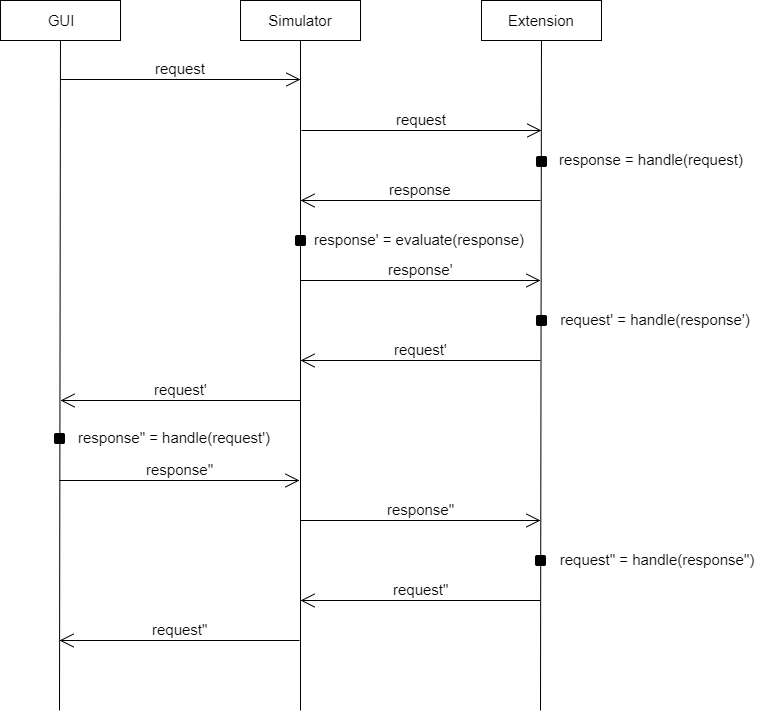 GUI
Simulator
Extension
request
request
response = handle(request)
response
response' = evaluate(response)
response'
request' = handle(response')
request'
request'
response" = handle(request')
response"
response"
request" = handle(response")
request"
request"